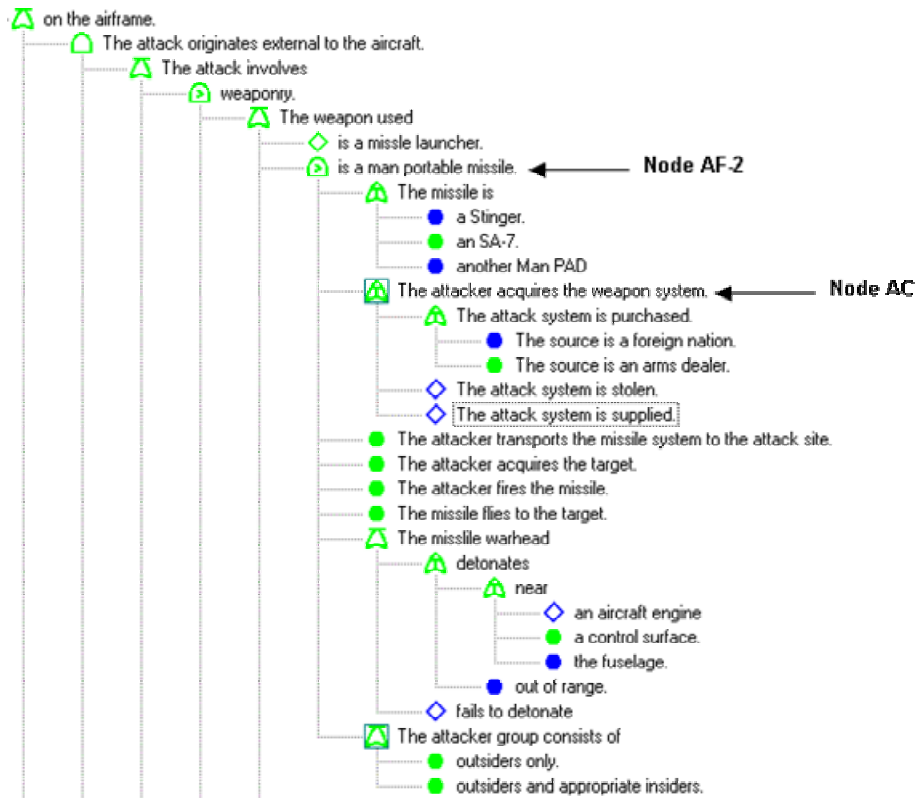 on the airframe.
The attack originates external to the aircraft.
The attack involves
weaponry.
The weapon used
is a missle launcher.
is a man portable missile. Node AF-2
The missile is
a Stinger.
an SA-7.
another Man PAD
The attacker acquires the weapon system. Node AC
The attack system is purchased.
The source is a foreign nation.
The source is an arms dealer.
The attack system is stolen.
The attack system is supplied.
The attacker transports the missile system to the attack site.
The attacker acquires the target.
The attacker fires the missile.
The missile flies to the target.
The misslile warhead
detonates
near
an aircraft engine
a control surface.
the fuselage.
out of range.
fails to detonate
The attacker group consists of
outsiders only.
outsiders and appropriate insiders.